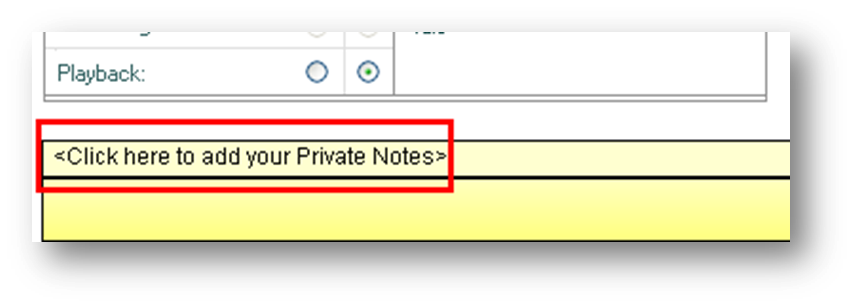 Playback:
<Click here to add your Private Notes>